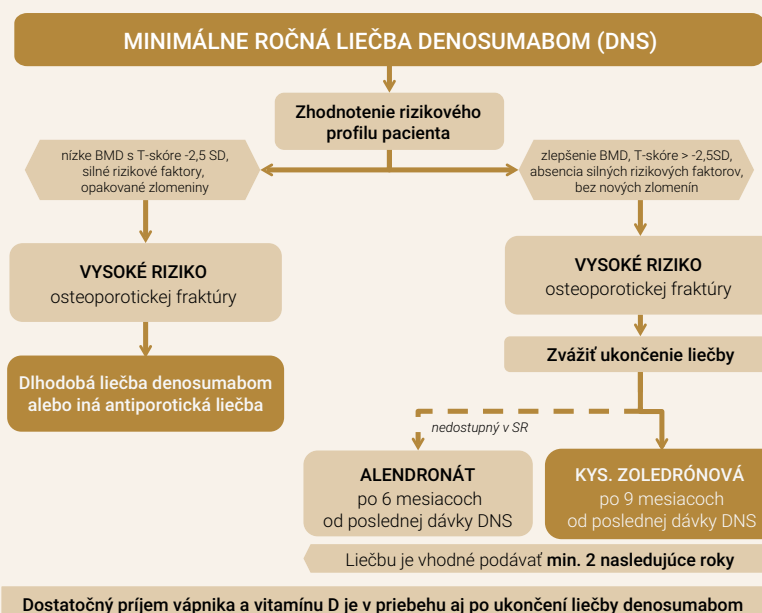 MINIMÁLNE ROČNÁ LIEČBA DENOSUMABOM (DNS)
Zhodnotenie rizikového
profilu pacienta
nízke BMD s T-skóre -2,5 SD,
silné rizikové faktory,
opakované zlomeniny
zlepšenie BMD, T-skóre > -2,5SD,
absencia silných rizikových faktorov,
bez nových zlomenín
VYSOKÉ RIZIKO
osteoporotickej fraktúry
VYSOKÉ RIZIKO
osteoporotickej fraktúry
Zvážiť ukončenie liečby
Dlhodobá liečba denosumabom
alebo iná antiporotická liečba
nedostupný v SR
ALENDRONÁT
po 6 mesiacoch
od poslednej dávky DNS
KYS. ZOLEDRÓNOVÁ
po 9 mesiacoch
od poslednej dávky DNS
Liečbu je vhodné podávať min. 2 nasledujúce roky
Dostatočný príjem vápnika a vitamínu D je v priebehu aj po ukončení liečby denosumabom